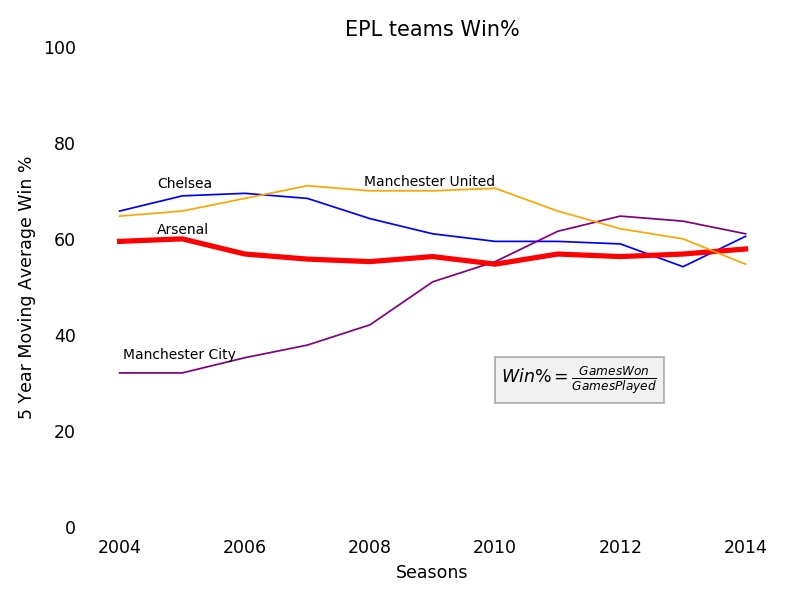 EPL teams Win%
100
80
60
40
20
0
5 Year Moving Average Win %
Chelsea
Manchester United
Arsenal
Manchester City
Win% = GamesWon
GamesPlayed
2004 2006 2008 2010 2012 2014
Seasons